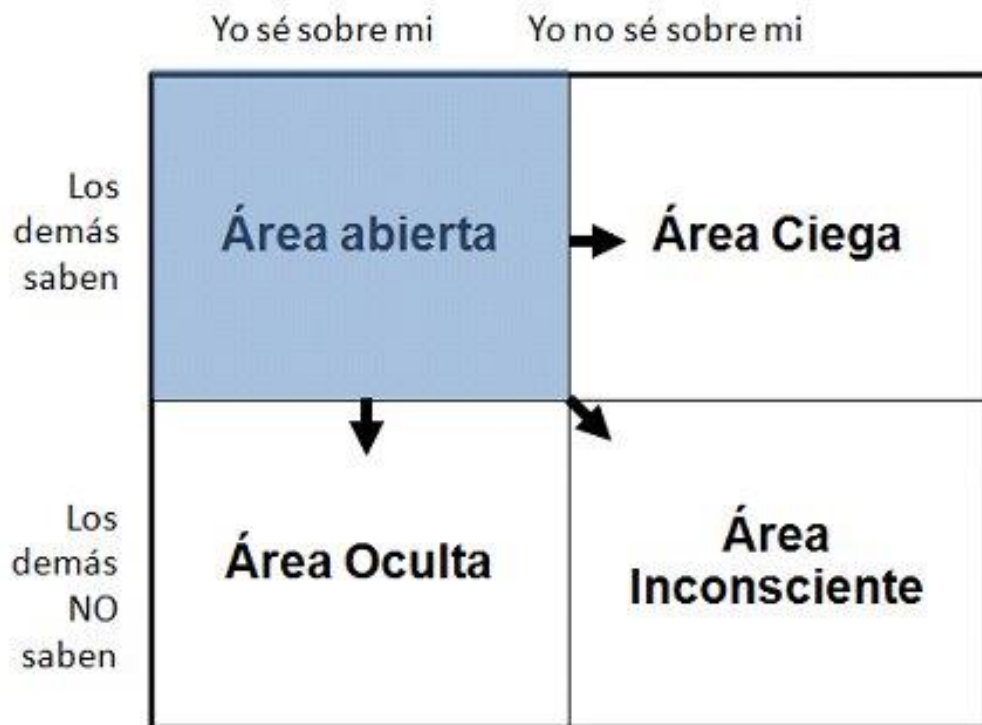 Yo sé sobre mi
Yo no sé sobre mi
Los
demás
saben
Área abierta
Área Ciega
Los
demás
NO
saben
Área Oculta
Área
Inconsciente